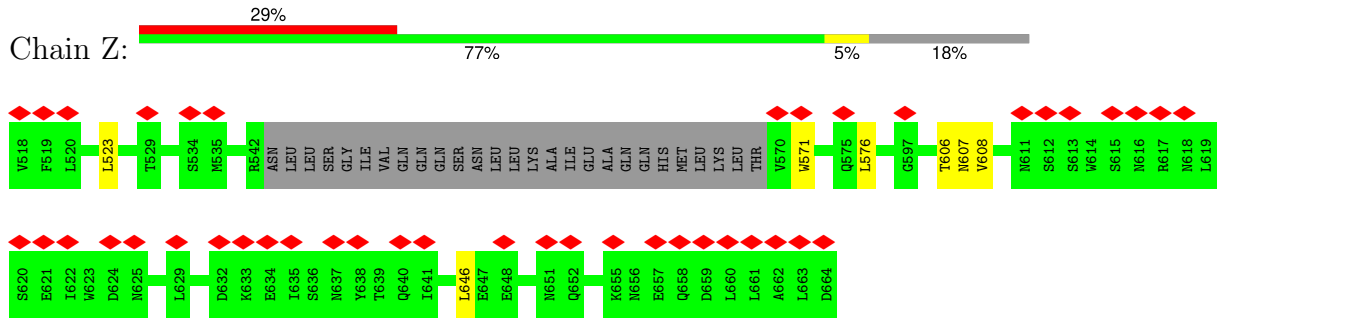 29%
Chain Z:
77% 5% 18%
V518 F519 L520 L523 T529 S534 M535 R542 ASN LEU LEU SER GLY ILE VAL GLN GLN GLN SER ASN LEU LEU LYS ALA ILE GLU ALA GLN GLN HIS MET LEU LYS LEU THR V570 W571 Q575 L576 G597 T606 N607 V608 N611 S612 S613 W614 S615 N616 R617 N618 L619
S620 E621 I622 W623 D624 N625 L629 D632 K633 E634 I635 S636 N637 Y638 T639 Q640 I641 L646 E647 E648 N651 Q652 K655 N656 E657 Q658 D659 L660 L661 A662 L663 D664